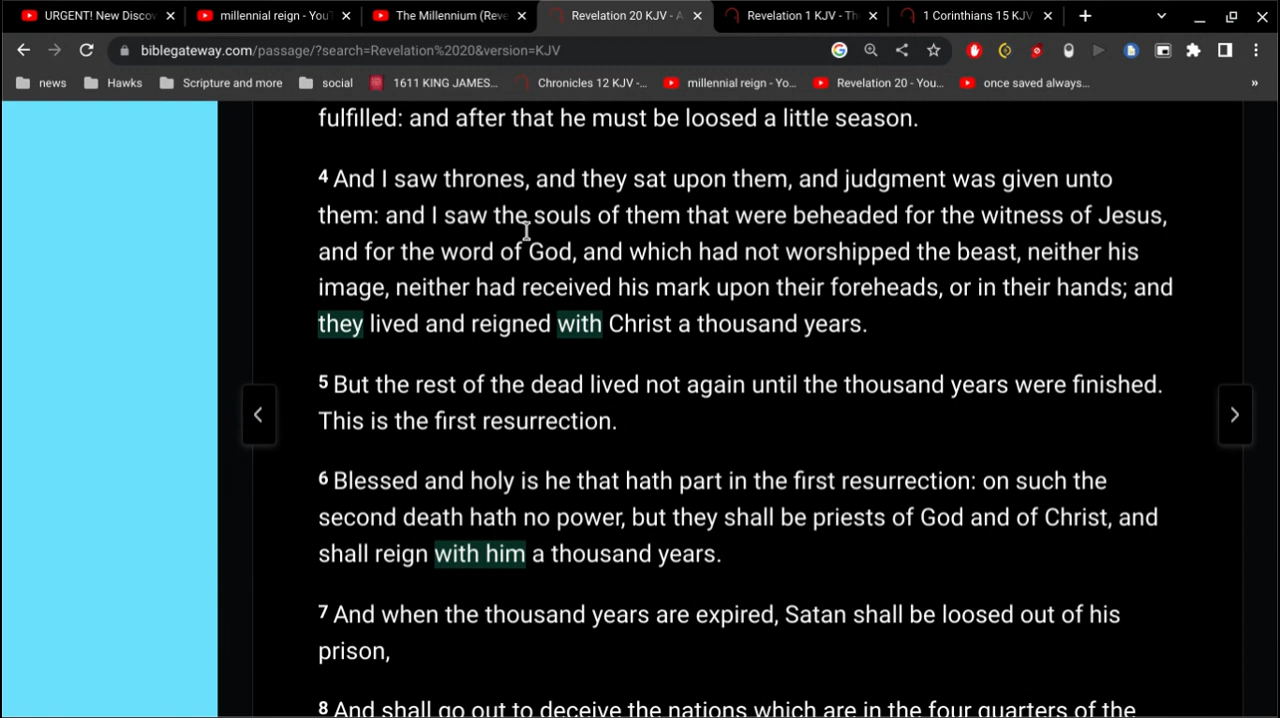 URGENT! New Discov
millennial reign - YouT
The Millennium (Reve
Revelation 20 KJV - A
Revelation 1 KJV - Th
1 Corinthians 15 KJV
biblegateway.com/passage/?search=Revelation%2020&version=KJV
news
Hawks
Scripture and more
social
1611 KING JAMES...
Chronicles 12 KJV -...
millennial reign - Yo...
Revelation 20 - You...
once saved always...
»
fulfilled: and after that he must be loosed a little season.
4 And I saw thrones, and they sat upon them, and judgment was given unto
them: and I saw the souls of them that were beheaded for the witness of Jesus,
and for the word of God, and which had not worshipped the beast, neither his
image, neither had received his mark upon their foreheads, or in their hands; and
they lived and reigned with Christ a thousand years.
5 But the rest of the dead lived not again until the thousand years were finished.
This is the first resurrection.
6 Blessed and holy is he that hath part in the first resurrection: on such the
second death hath no power, but they shall be priests of God and of Christ, and
shall reign with him a thousand years.
7 And when the thousand years are expired, Satan shall be loosed out of his
prison,
8 And shall go out to deceive the nations which are in the four quarters of the